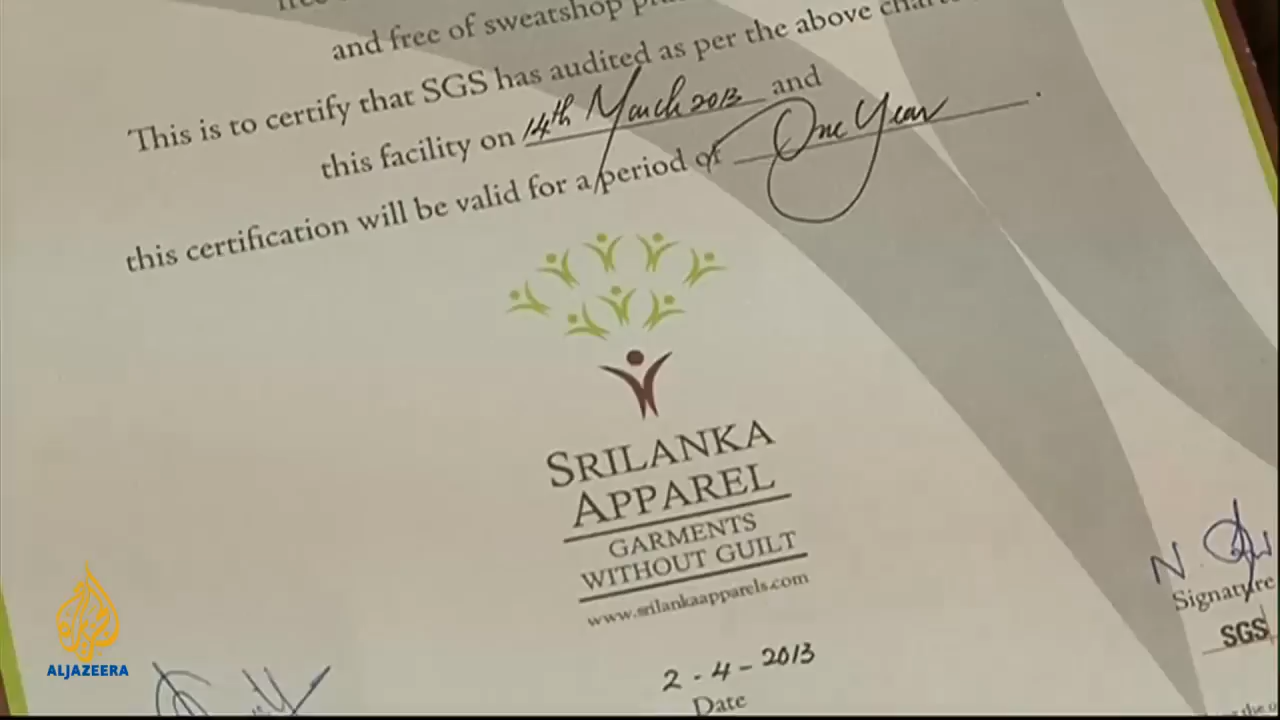 and free of sweatshop
This is to certify that SGS has audited as per the above
this facility on 14th March 2013 and
this certification will be valid for a period of One Year .
SRILANKA
APPAREL
GARMENTS
WITHOUT GUILT
www.srilankaapparels.com
2-4-2013
Date
Signature
SGS
ALJAZEERA